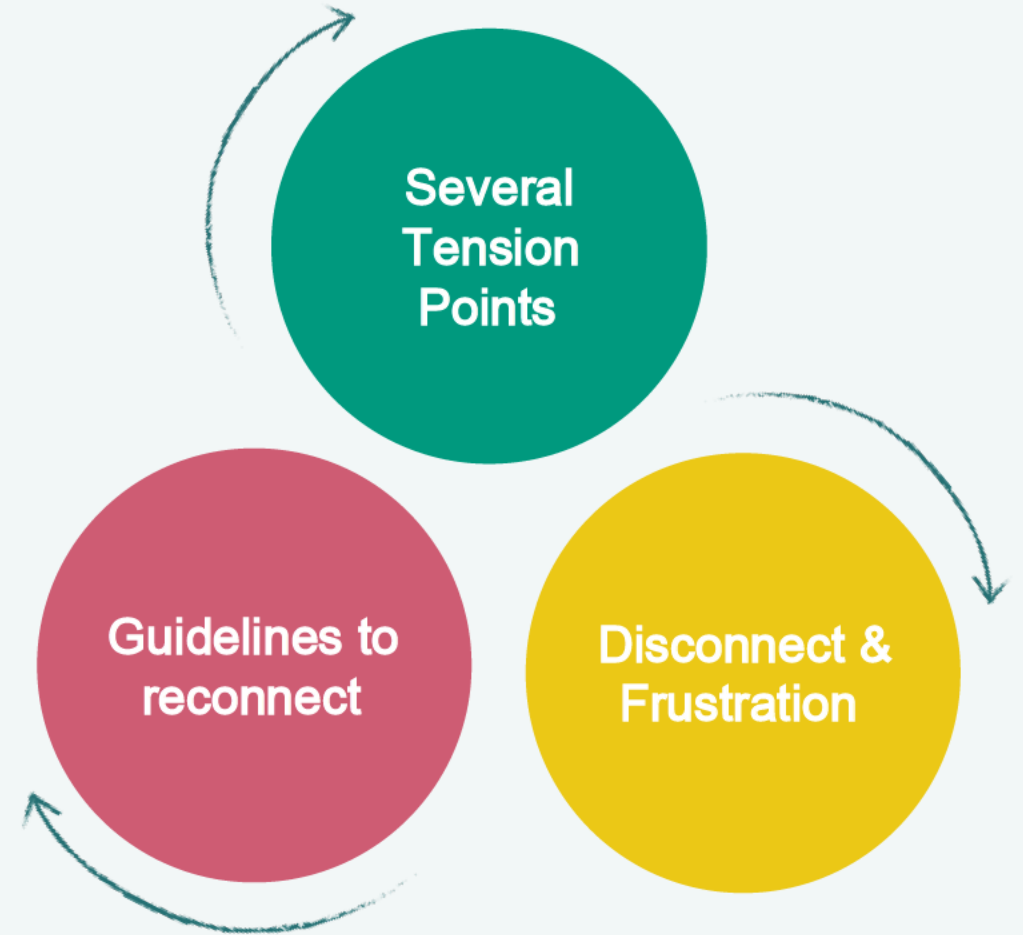 Several
Tension
Points
Guidelines to
reconnect
Disconnect &
Frustration